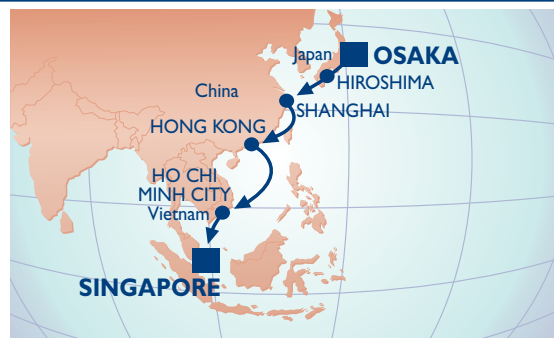 Japan
OSAKA
HIROSHIMA
China
SHANGHAI
HONG KONG
HO CHI
MINH CITY
Vietnam
SINGAPORE